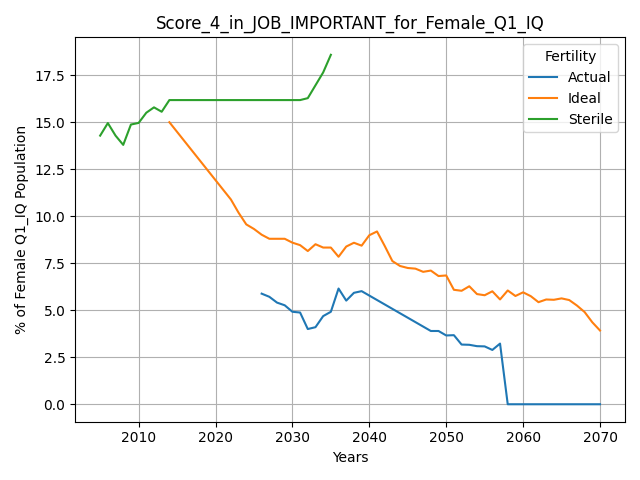 Score_4_in_JOB_IMPORTANT_for_Female_Q1_IQ
Fertility
Actual
Ideal
Sterile
% of Female Q1_IQ Population
17.5
15.0
12.5
10.0
7.5
5.0
2.5
0.0
2010 2020 2030 2040 2050 2060 2070
Years